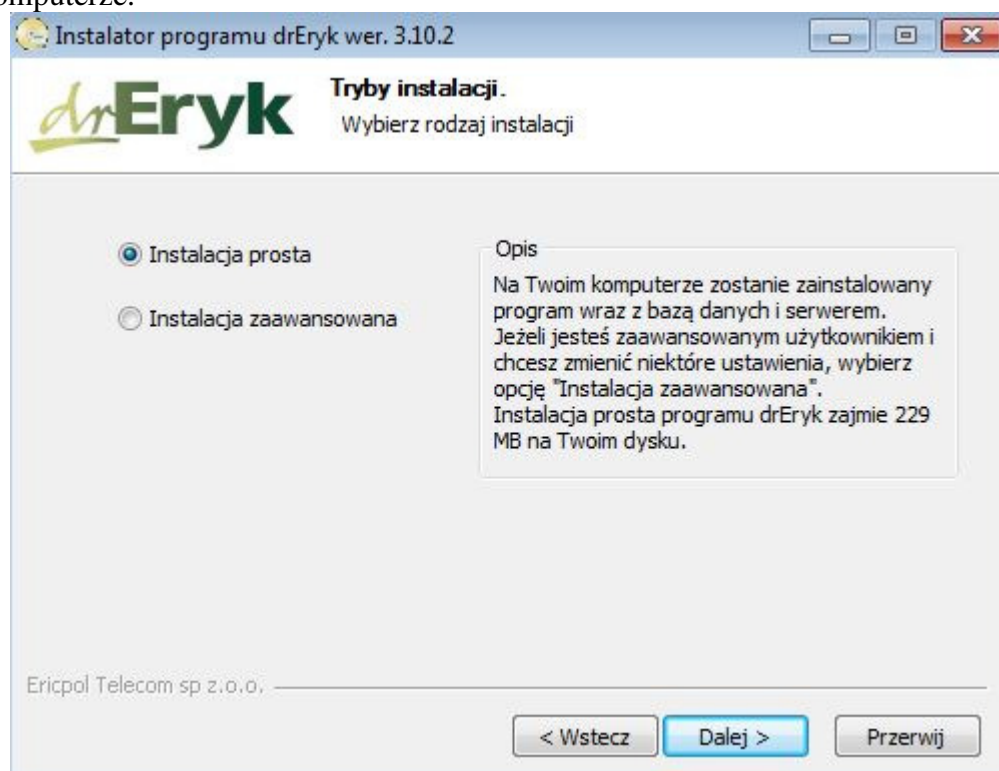 omputerze.
Instalator programu drEryk wer. 3.10.2
drEryk
Tryby instalacji.
Wybierz rodzaj instalacji
Instalacja prosta
Instalacja zaawansowana
Opis
Na Twoim komputerze zostanie zainstalowany
program wraz z bazą danych i serwerem.
Jeżeli jesteś zaawansowanym użytkownikiem i
chcesz zmienić niektóre ustawienia, wybierz
opcję "Instalacja zaawansowana".
Instalacja prosta programu drEryk zajmie 229
MB na Twoim dysku.
Ericpol Telecom sp z.o.o.
< Wstecz
Dalej >
Przerwij